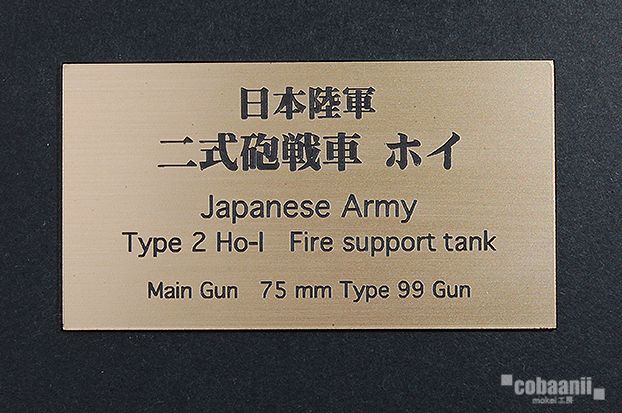 日本陸軍
二式砲戦車 ホイ
Japanese Army
Type 2 Ho-I Fire support tank
Main Gun 75 mm Type 99 Gun
cobaanii
mokei工房